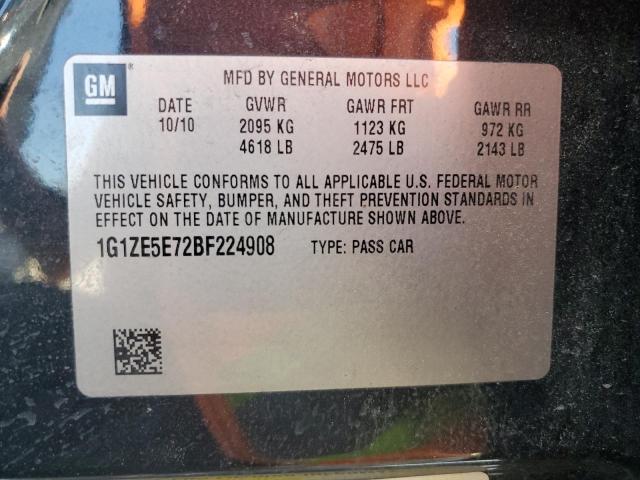 GM ® MFD BY GENERAL MOTORS LLC
DATE GVWR GAWR FRT GAWR RR
10/10 2095 KG 1123 KG 972 KG
4618 LB 2475 LB 2143 LB
THIS VEHICLE CONFORMS TO ALL APPLICABLE U.S. FEDERAL MOTOR
VEHICLE SAFETY, BUMPER, AND THEFT PREVENTION STANDARDS IN
EFFECT ON THE DATE OF MANUFACTURE SHOWN ABOVE.
1G1ZE5E72BF224908 TYPE: PASS CAR